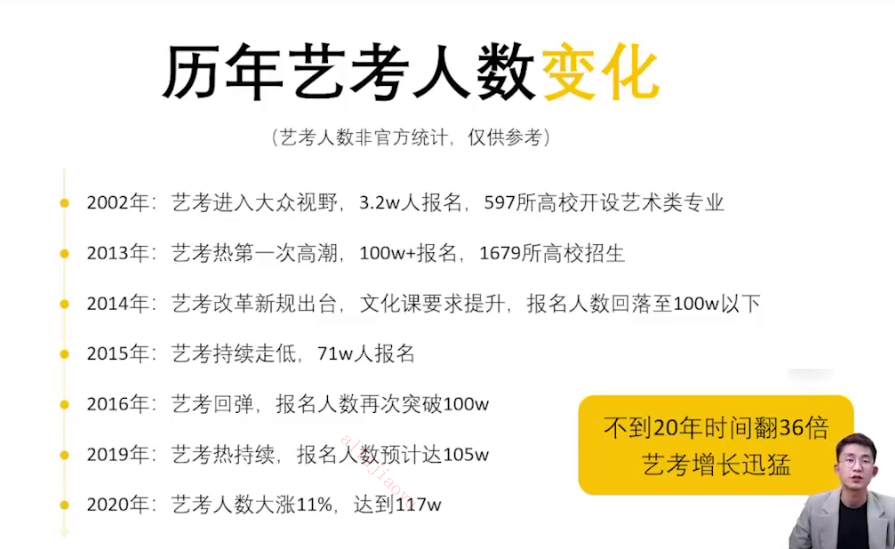 历年艺考人数变化
（艺考人数非官方统计，仅供参考）
2002年：艺考进入大众视野，3.2w人报名，597所高校开设艺术类专业
2013年：艺考热第一次高潮，100w+报名，1679所高校招生
2014年：艺考改革新规出台，文化课要求提升，报名人数回落至100w以下
2015年：艺考持续走低，71w人报名
2016年：艺考回弹，报名人数再次突破100w
2019年：艺考热持续，报名人数预计达105w
2020年：艺考人数大涨11%，达到117w
不到20年时间翻36倍
艺考增长迅猛